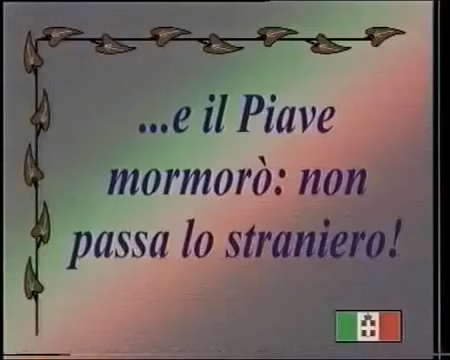 ...e il Piave
mormorò: non
passa lo straniero!